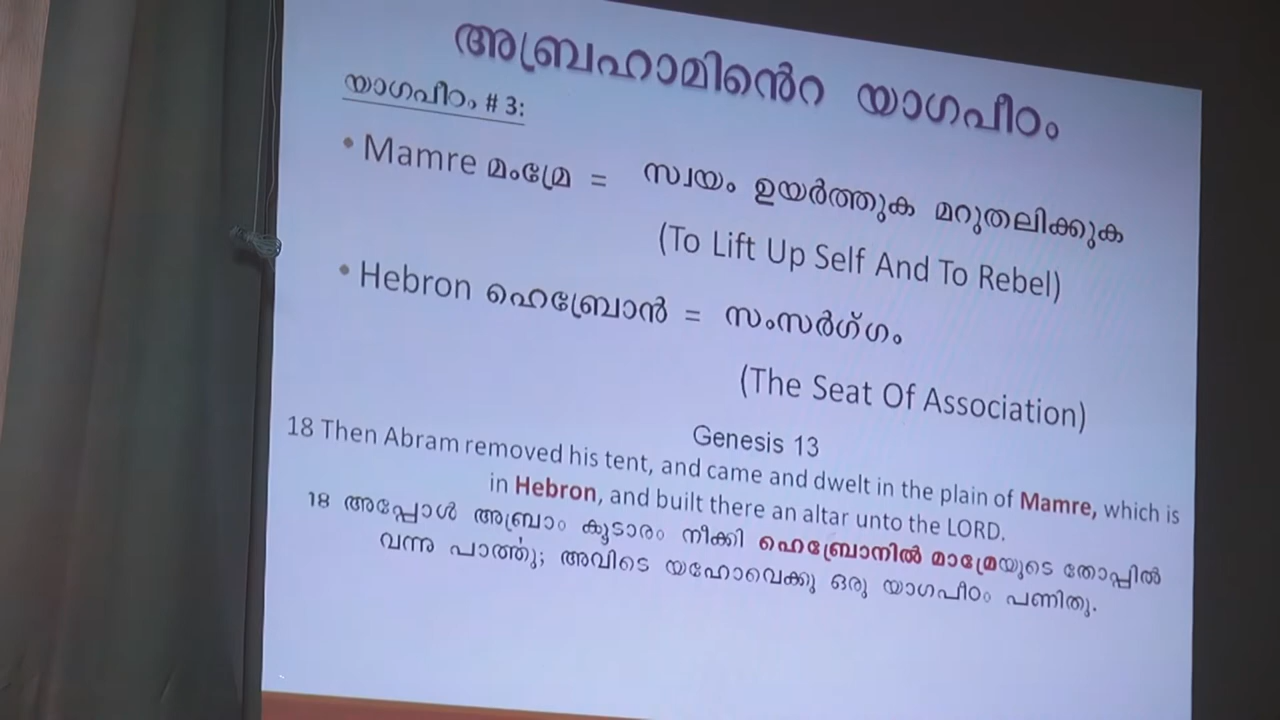 അബ്രഹാമിൻെറ യാഗപീഠം
യാഗപീഠം # 3:
• Mamre മംമ്രേ = സ്വയം ഉയർത്തുക മറുതലിക്കുക
(To Lift Up Self And To Rebel)
• Hebron ഹെബ്രോൻ = സംസർഗ്ഗം
(The Seat Of Association)
Genesis 13
18 Then Abram removed his tent, and came and dwelt in the plain of Mamre, which is
in Hebron, and built there an altar unto the LORD.
18 അപ്പോൾ അബ്രാം കൂടാരം നീക്കി ഹെബ്രോനിൽ മാമ്രേയുടെ തോപ്പിൽ
വന്നു പാർത്തു; അവിടെ യഹോവെക്കു ഒരു യാഗപീഠം പണിതു.